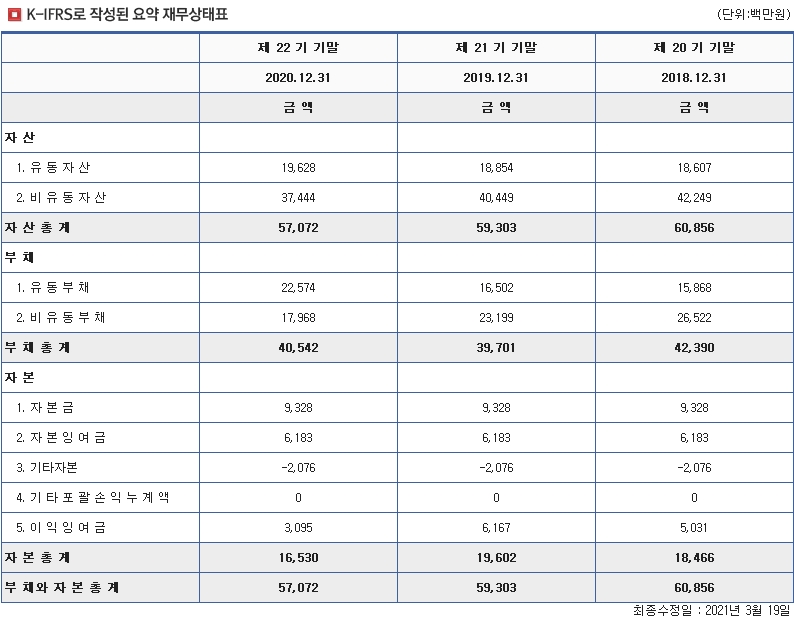 K-IFRS로 작성된 요약 재무상태표
(단위:백만원)
제 22 기 기말 제 21 기 기말 제 20 기 기말
2020.12.31 2019.12.31 2018.12.31
금 액 금 액 금 액
자 산
1. 유 동 자 산 19,628 18,854 18,607
2. 비 유 동 자 산 37,444 40,449 42,249
자 산 총 계 57,072 59,303 60,856
부 채
1. 유 동 부 채 22,574 16,502 15,868
2. 비 유 동 부 채 17,968 23,199 26,522
부 채 총 계 40,542 39,701 42,390
자 본
1. 자 본 금 9,328 9,328 9,328
2. 자 본 잉 여 금 6,183 6,183 6,183
3. 기타자본 -2,076 -2,076 -2,076
4. 기 타 포 괄 손 익 누 계 액 0 0 0
5. 이 익 잉 여 금 3,095 6,167 5,031
자 본 총 계 16,530 19,602 18,466
부 채와 자 본 총 계 57,072 59,303 60,856
최종수정일 : 2021년 3월 19일